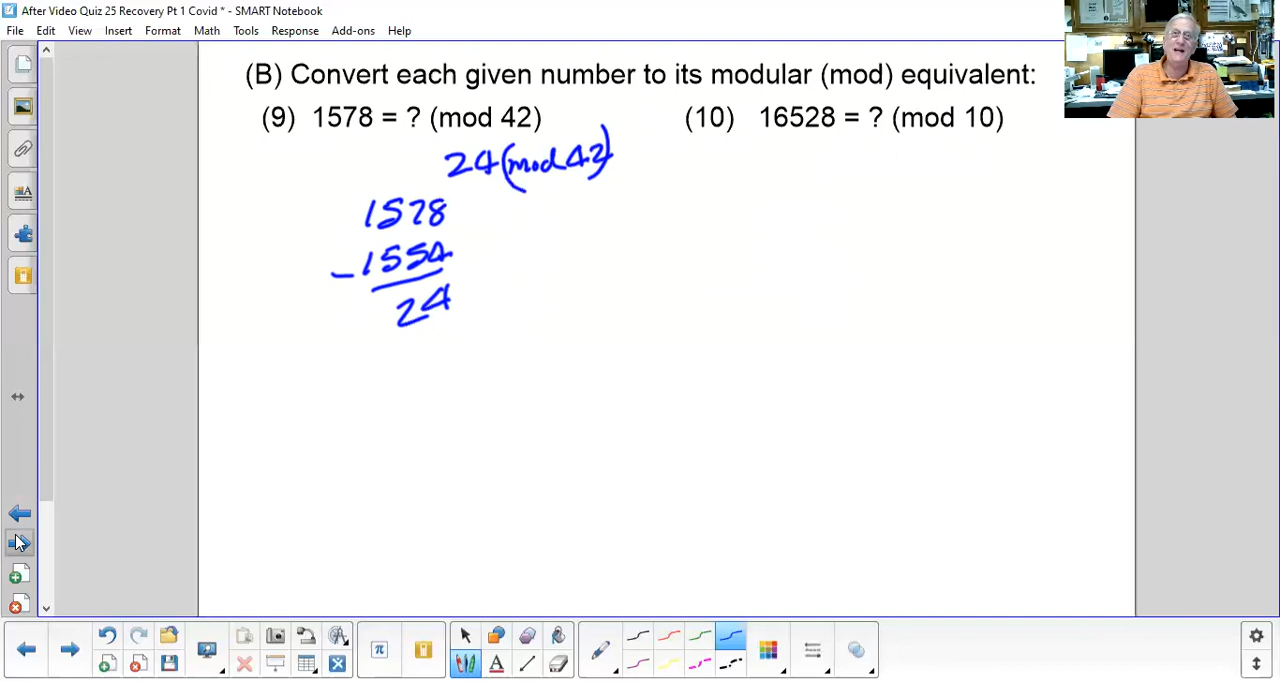 After Video Quiz 25 Recovery Pt 1 Covid * - SMART Notebook
File Edit View Insert Format Math Tools Response Add-ons Help
(B) Convert each given number to its modular (mod) equivalent:
(9) 1578 = ? (mod 42) (10) 16528 = ? (mod 10)
24 (mod 42)
1578
- 1554
24